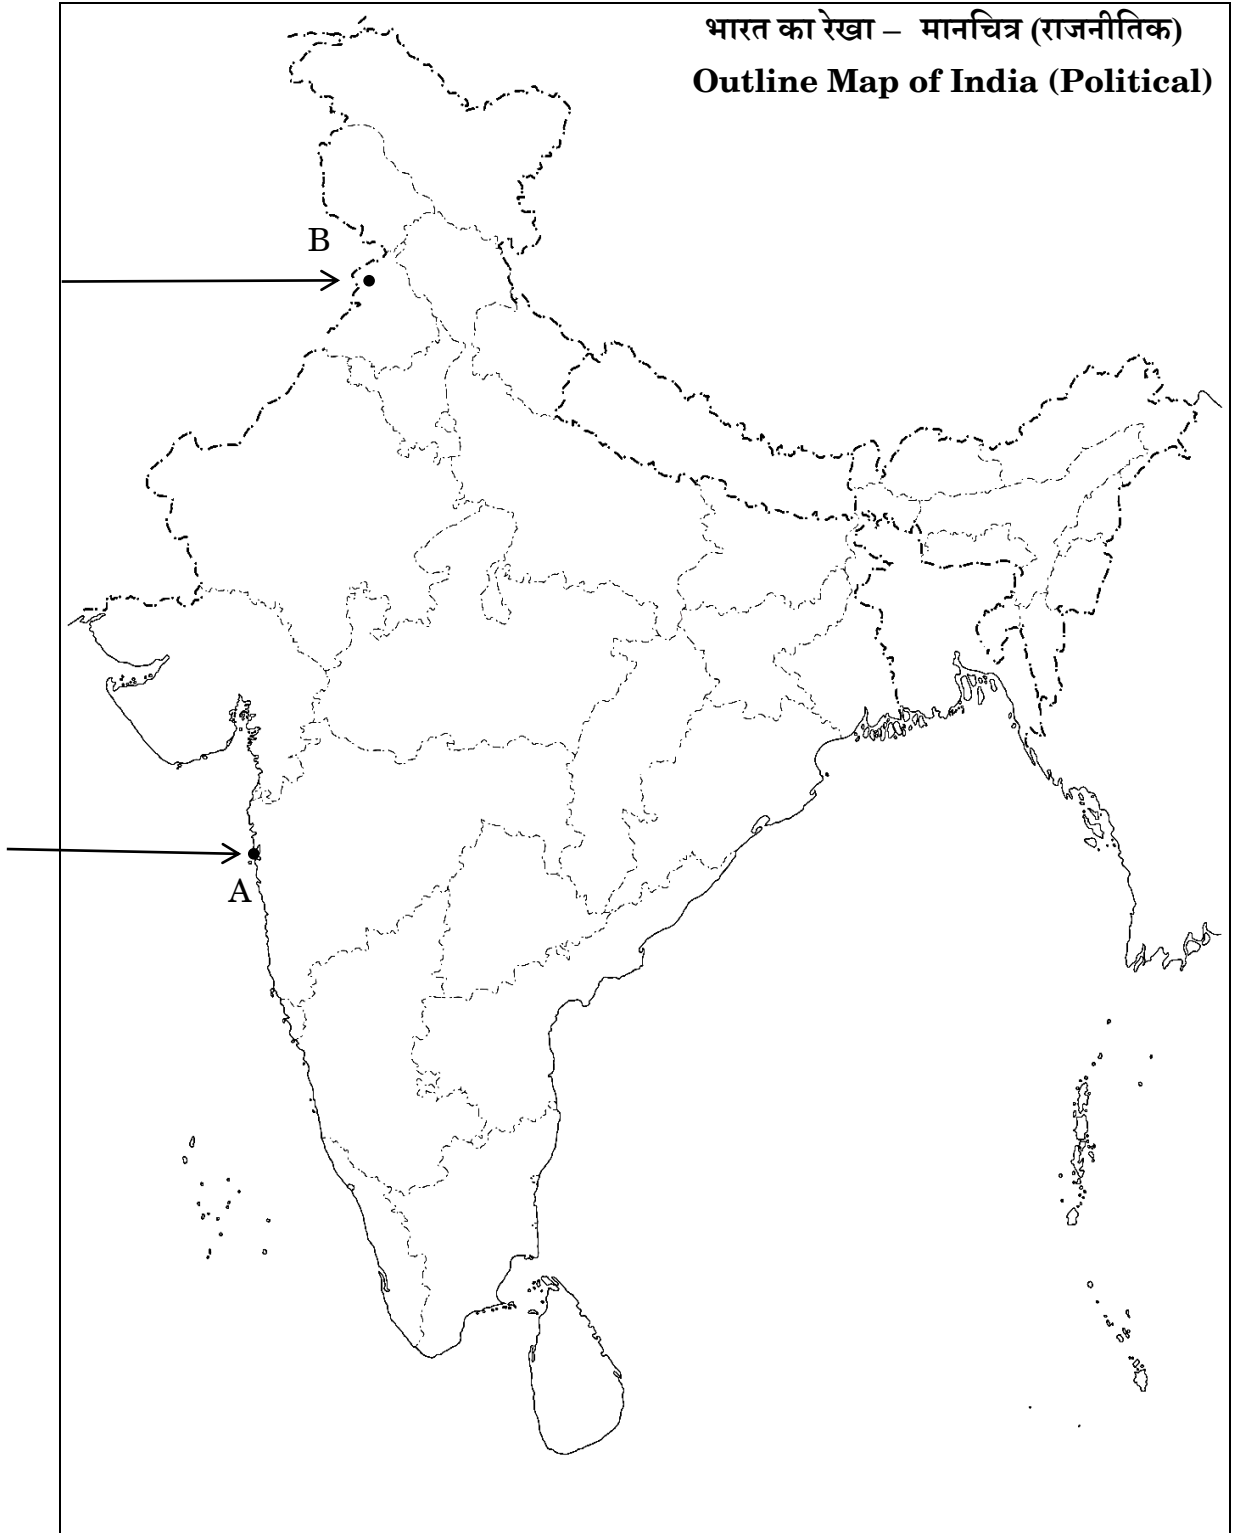 भारत का रेखा – मानचित्र (राजनीतिक)
Outline Map of India (Political)
B
A